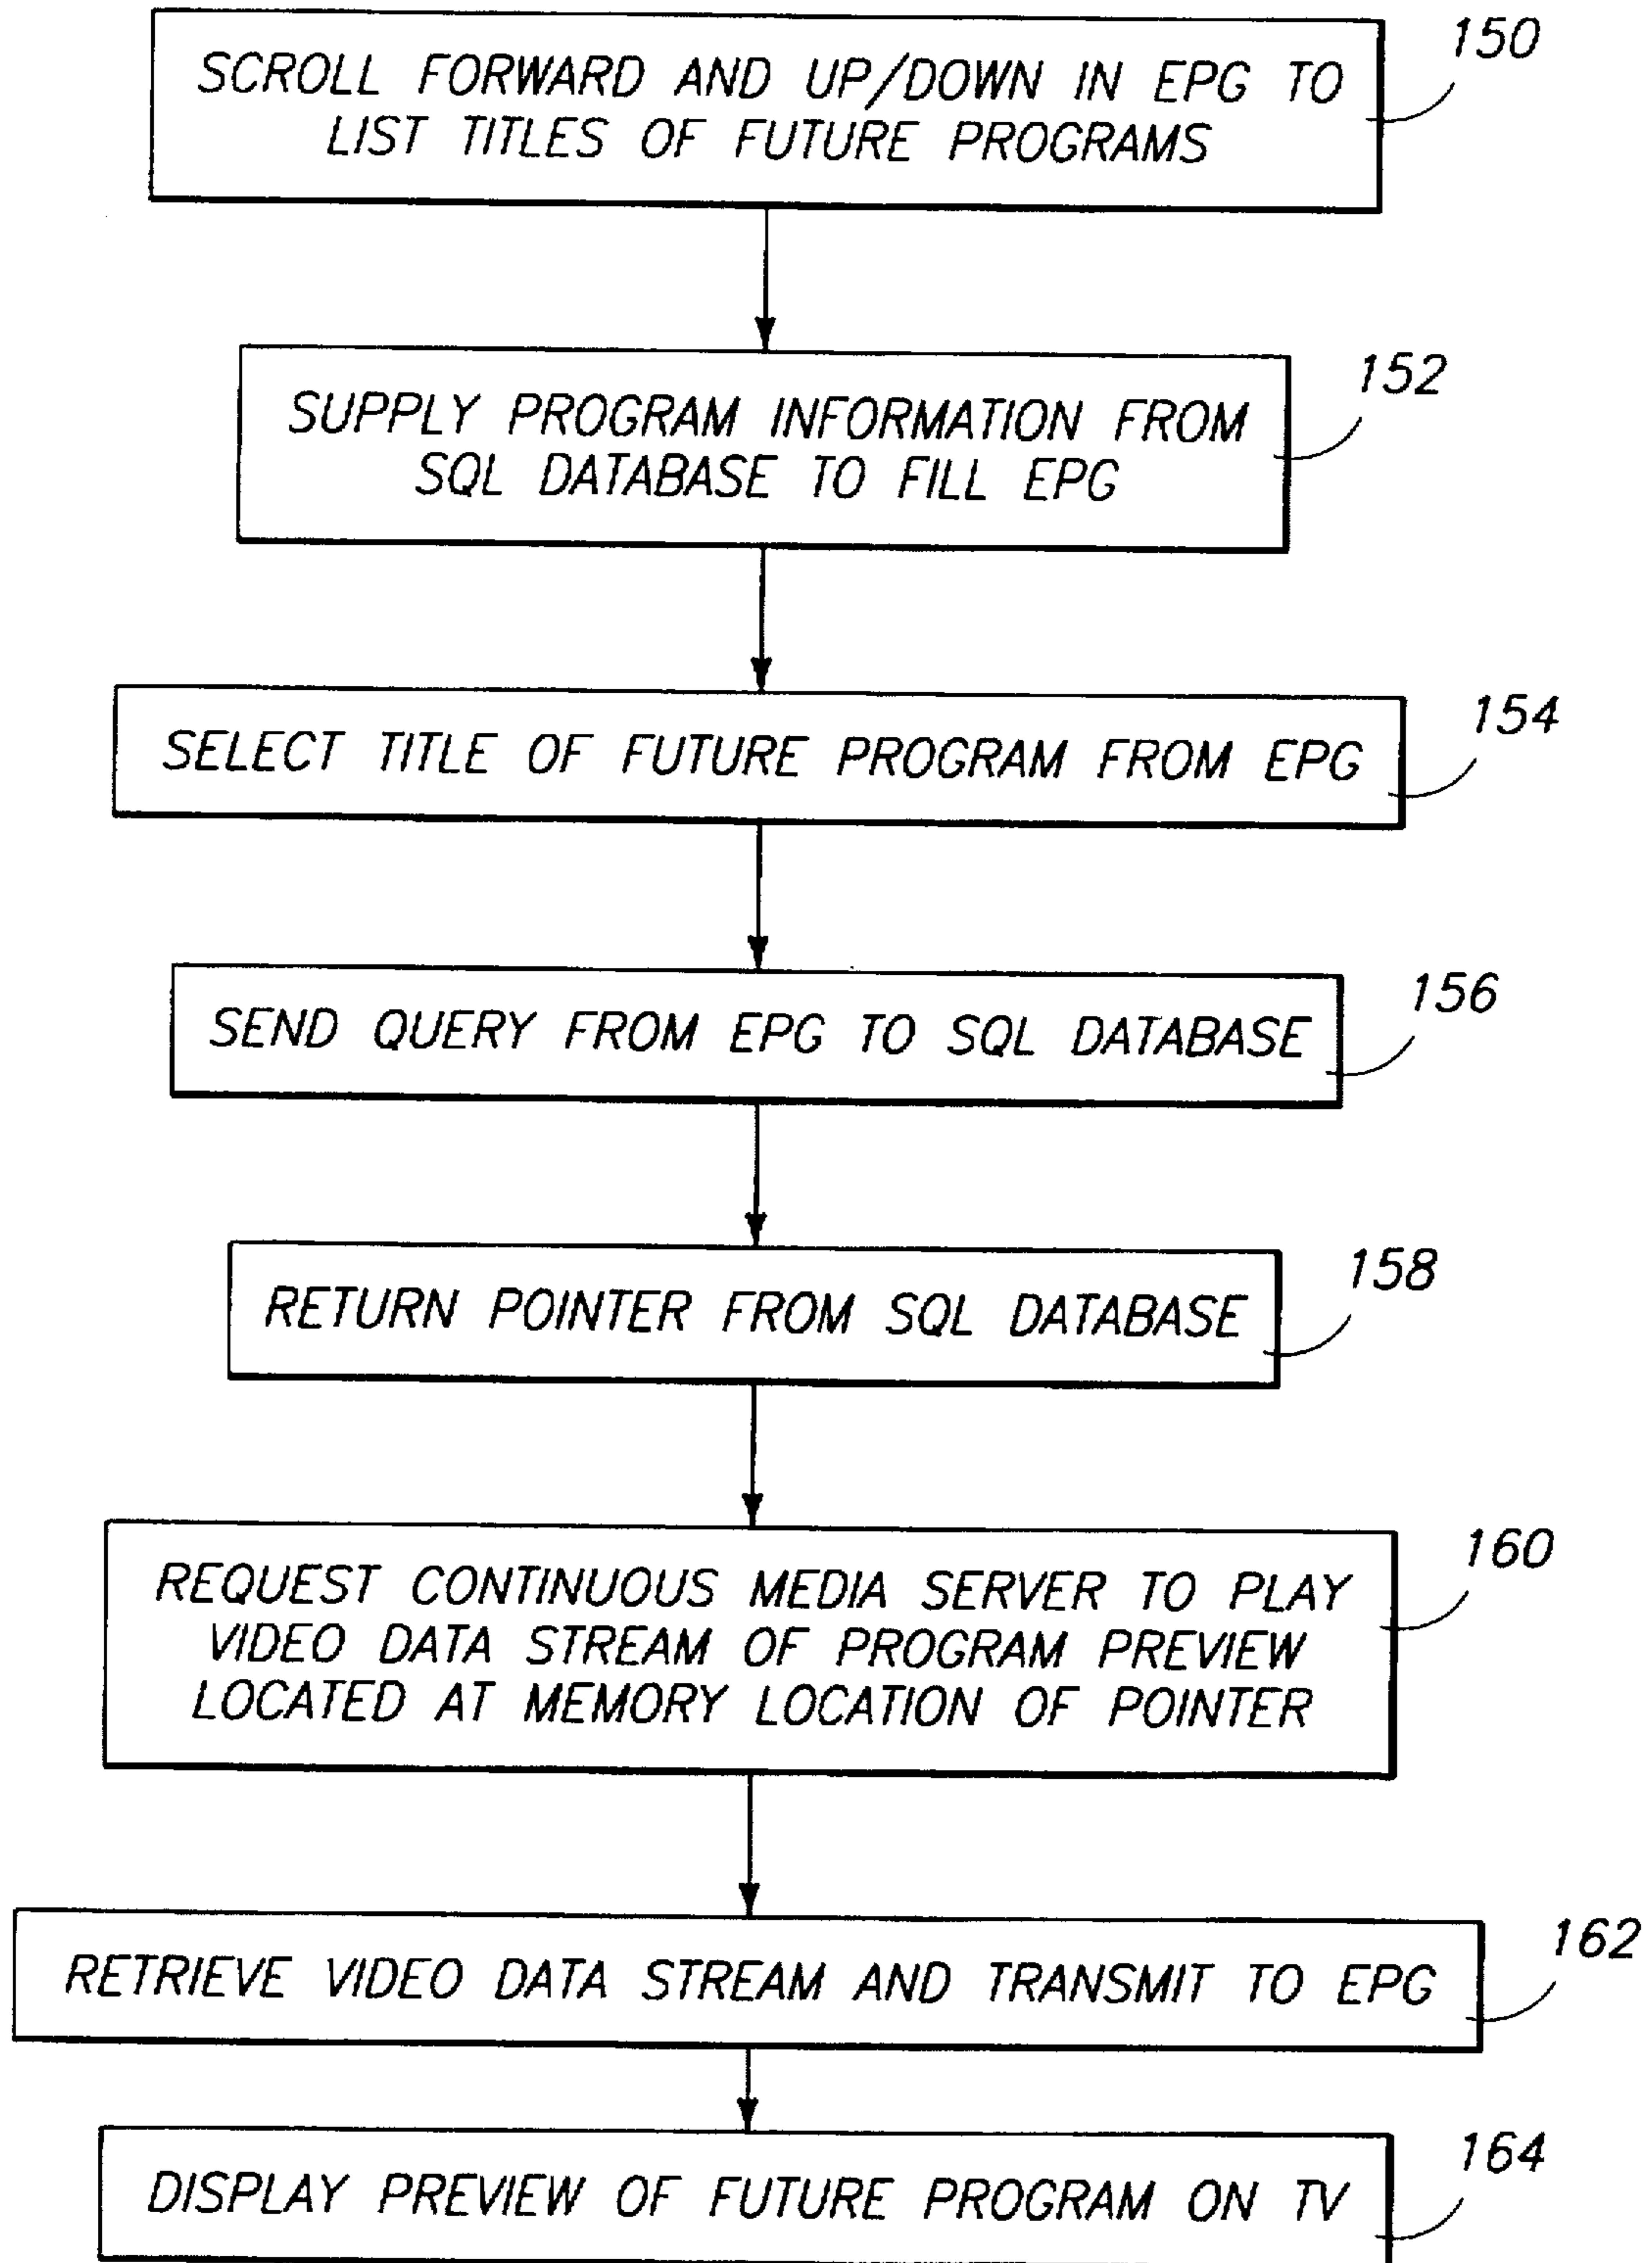 150
SCROLL FORWARD AND UP/DOWN IN EPG TO
LIST TITLES OF FUTURE PROGRAMS
152
SUPPLY PROGRAM INFORMATION FROM
SQL DATABASE TO FILL EPG
154
SELECT TITLE OF FUTURE PROGRAM FROM EPG
156
SEND QUERY FROM EPG TO SQL DATABASE
158
RETURN POINTER FROM SQL DATABASE
160
REQUEST CONTINUOUS MEDIA SERVER TO PLAY
VIDEO DATA STREAM OF PROGRAM PREVIEW
LOCATED AT MEMORY LOCATION OF POINTER
162
RETRIEVE VIDEO DATA STREAM AND TRANSMIT TO EPG
164
DISPLAY PREVIEW OF FUTURE PROGRAM ON TV